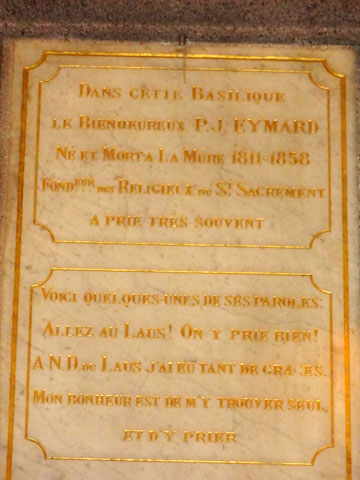 DANS CETTE BASILIQUE
LE BIENHEUREUX P. J. EYMARD
NÉ ET MORT A LA MURE 1811-1858
FONDEUR DES RELIGIEUX DU ST SACREMENT
A PRIÉ TRÈS SOUVENT
VOICI QUELQUES-UNES DE SES PAROLES:
ALLEZ AU LAUS! ON Y PRIE BIEN!
A N.D. DU LAUS J'AI EU TANT DE GRACES.
MON BONHEUR EST DE M'Y TROUVER SEUL,
ET D'Y PRIER